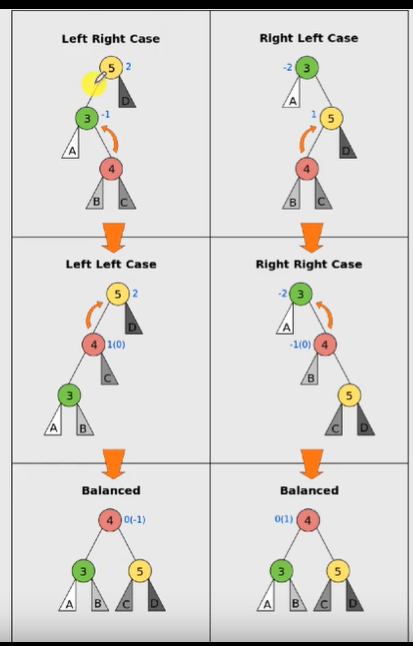 Left Right Case
5 2
D
3 -1
A
4
B C
Right Left Case
-2 3
A
1 5
D
4
B C
Left Left Case
5 2
D
4 1(0)
C
3
A B
Right Right Case
-2 3
A
-1(0) 4
B
5
C D
Balanced
4 0(-1)
3 5
A B C D
Balanced
0(1) 4
3 5
A B C D